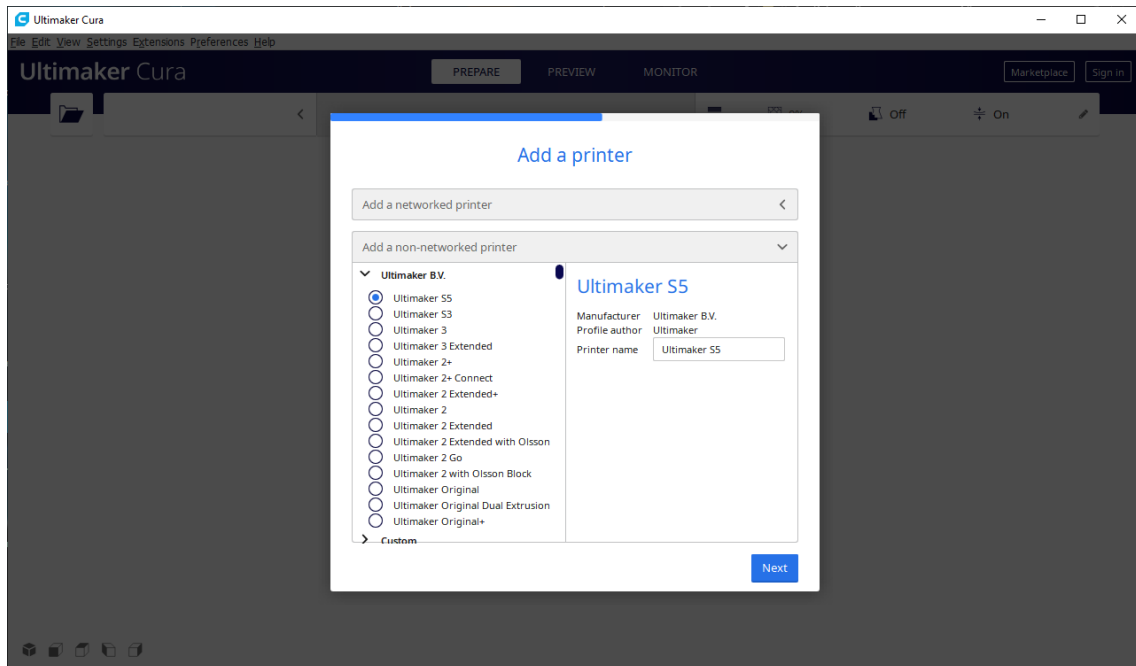 Ultimaker Cura
File Edit View Settings Extensions Preferences Help
Ultimaker Cura
PREPARE PREVIEW MONITOR
Marketplace Sign in
Off On
Add a printer
Add a networked printer
Add a non-networked printer
Ultimaker B.V.
Ultimaker S5
Ultimaker S3
Ultimaker 3
Ultimaker 3 Extended
Ultimaker 2+
Ultimaker 2+ Connect
Ultimaker 2 Extended+
Ultimaker 2
Ultimaker 2 Extended
Ultimaker 2 Extended with Olsson
Ultimaker 2 Go
Ultimaker 2 with Olsson Block
Ultimaker Original
Ultimaker Original Dual Extrusion
Ultimaker Original+
Custom
Ultimaker S5
Manufacturer Ultimaker B.V.
Profile author Ultimaker
Printer name Ultimaker S5
Next